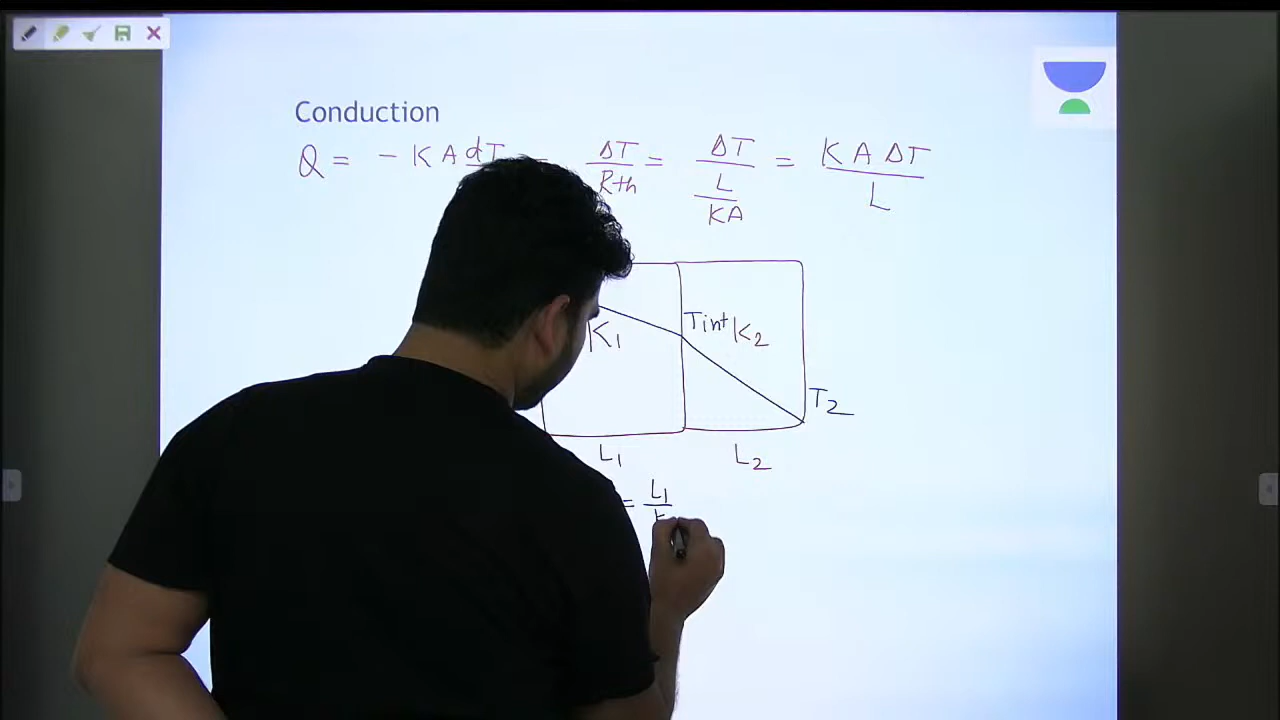 Conduction
Q = - K A dT = ΔT / Rth = ΔT / L / KA = K A ΔT / L
K1 Tint K2
T2
L1 L2
= L1